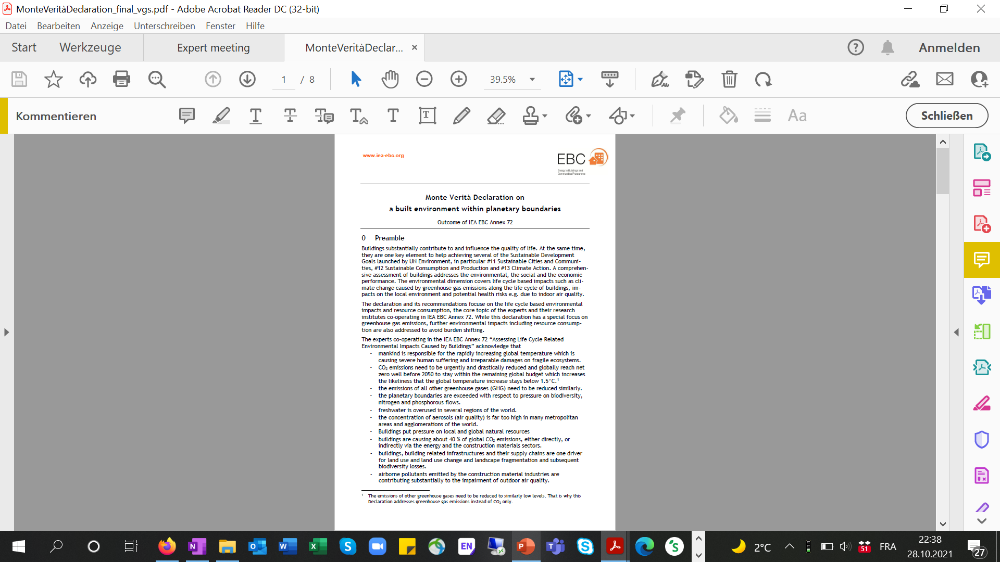 MonteVeritàDeclaration_final_vgs.pdf - Adobe Acrobat Reader DC (32-bit)
Datei Bearbeiten Anzeige Unterschreiben Fenster Hilfe
Start Werkzeuge Expert meeting MonteVeritàDeclar... Anmelden
1 / 8 39.5%
Kommentieren Aa Schließen
www.iea-ebc.org
EBC
Energy in Buildings and
Communities Programme
Monte Verità Declaration on
a built environment within planetary boundaries
Outcome of IEA EBC Annex 72
0 Preamble
Buildings substantially contribute to and influence the quality of life. At the same time,
they are one key element to help achieving several of the Sustainable Development
Goals launched by UN Environment, in particular #11 Sustainable Cities and Communi-
ties, #12 Sustainable Consumption and Production and #13 Climate Action. A comprehen-
sive assessment of buildings addresses the environmental, the social and the economic
performance. The environmental dimension covers life cycle based impacts such as cli-
mate change caused by greenhouse gas emissions along the life cycle of buildings, im-
pacts on the local environment and potential health risks e.g. due to indoor air quality.
The declaration and its recommendations focus on the life cycle based environmental
impacts and resource consumption, the core topic of the experts and their research
institutes co-operating in IEA EBC Annex 72. While this declaration has a special focus on
greenhouse gas emissions, further environmental impacts including resource consump-
tion are also addressed to avoid burden shifting.
The experts co-operating in the IEA EBC Annex 72 “Assessing Life Cycle Related
Environmental Impacts Caused by Buildings” acknowledge that
- mankind is responsible for the rapidly increasing global temperature which is
causing severe human suffering and irreparable damages on fragile ecosystems.
- CO₂ emissions need to be urgently and drastically reduced and globally reach net
zero well before 2050 to stay within the remaining global budget which increases
the likeliness that the global temperature increase stays below 1.5°C.¹
- the emissions of all other greenhouse gases (GHG) need to be reduced similarly.
- the planetary boundaries are exceeded with respect to pressure on biodiversity,
nitrogen and phosphorous flows.
- freshwater is overused in several regions of the world.
- the concentration of aerosols (air quality) is far too high in many metropolitan
areas and agglomerations of the world.
- Buildings put pressure on local and global natural resources
- buildings are causing about 40 % of global CO₂ emissions, either directly, or
indirectly via the energy and the construction materials sectors.
- buildings, building related infrastructures and their supply chains are one driver
for land use and land use change and landscape fragmentation and subsequent
biodiversity losses.
- airborne pollutants emitted by the construction material industries are
contributing substantially to the impairment of outdoor air quality.
¹ The emissions of other greenhouse gases need to be reduced to similarly low levels. That is why this
Declaration addresses greenhouse gas emissions instead of CO₂ only.
EN 2°C 51 FRA 22:38
28.10.2021 27